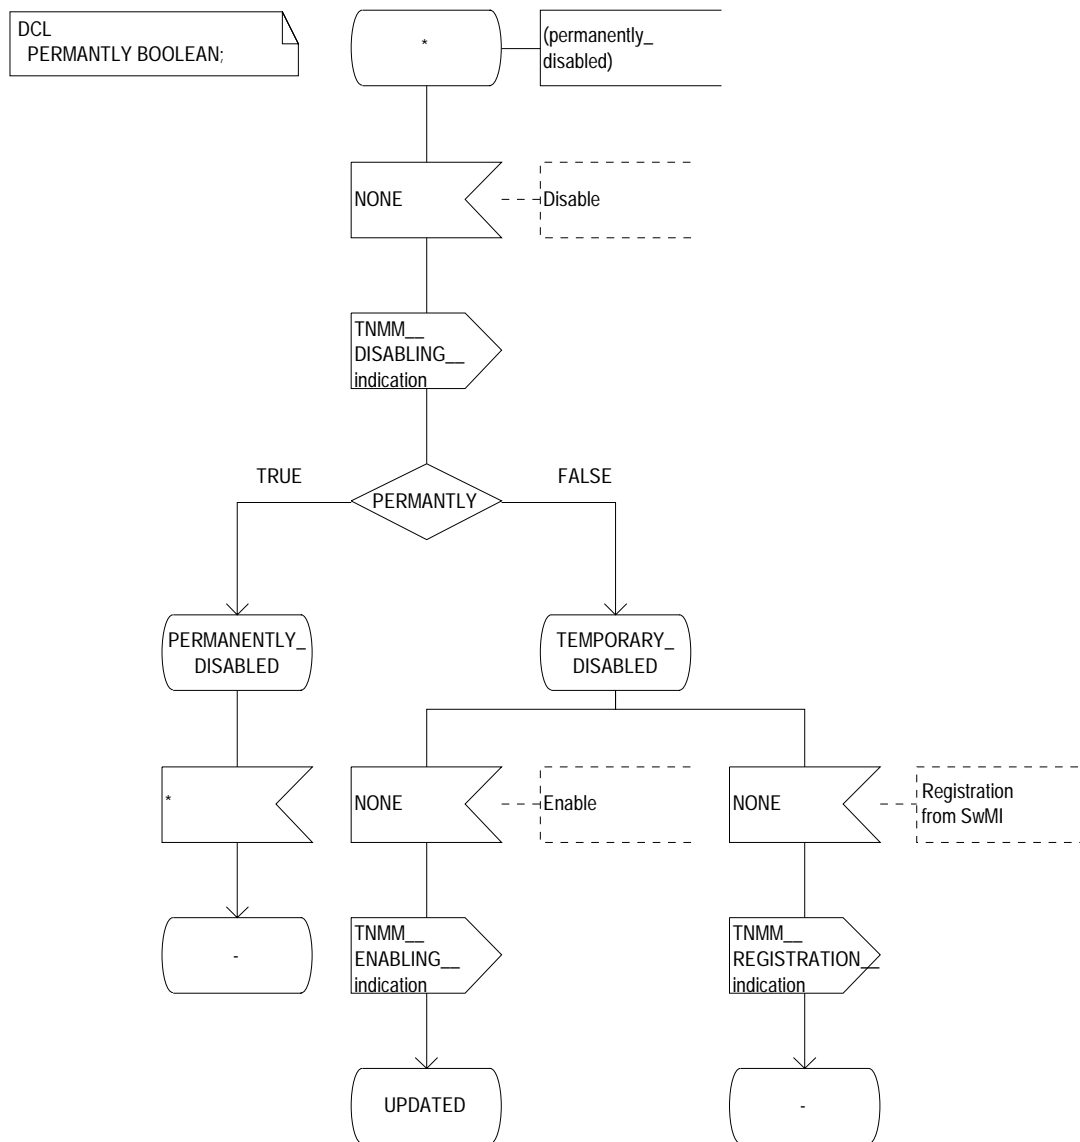 DCL
PERMANTLY BOOLEAN;
*
(permanently_
disabled)
NONE
Disable
TNMM__
DISABLING__
indication
TRUE
FALSE
PERMANTLY
PERMANENTLY_
DISABLED
TEMPORARY_
DISABLED
*
NONE
Enable
NONE
Registration
from SwMI
-
TNMM__
ENABLING__
indication
TNMM__
REGISTRATION__
indication
UPDATED
-